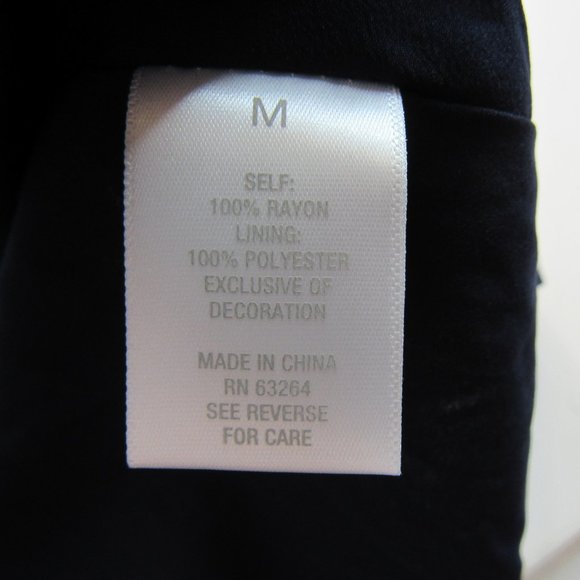 M
SELF:
100% RAYON
LINING:
100% POLYESTER
EXCLUSIVE OF
DECORATION
MADE IN CHINA
RN 63264
SEE REVERSE
FOR CARE